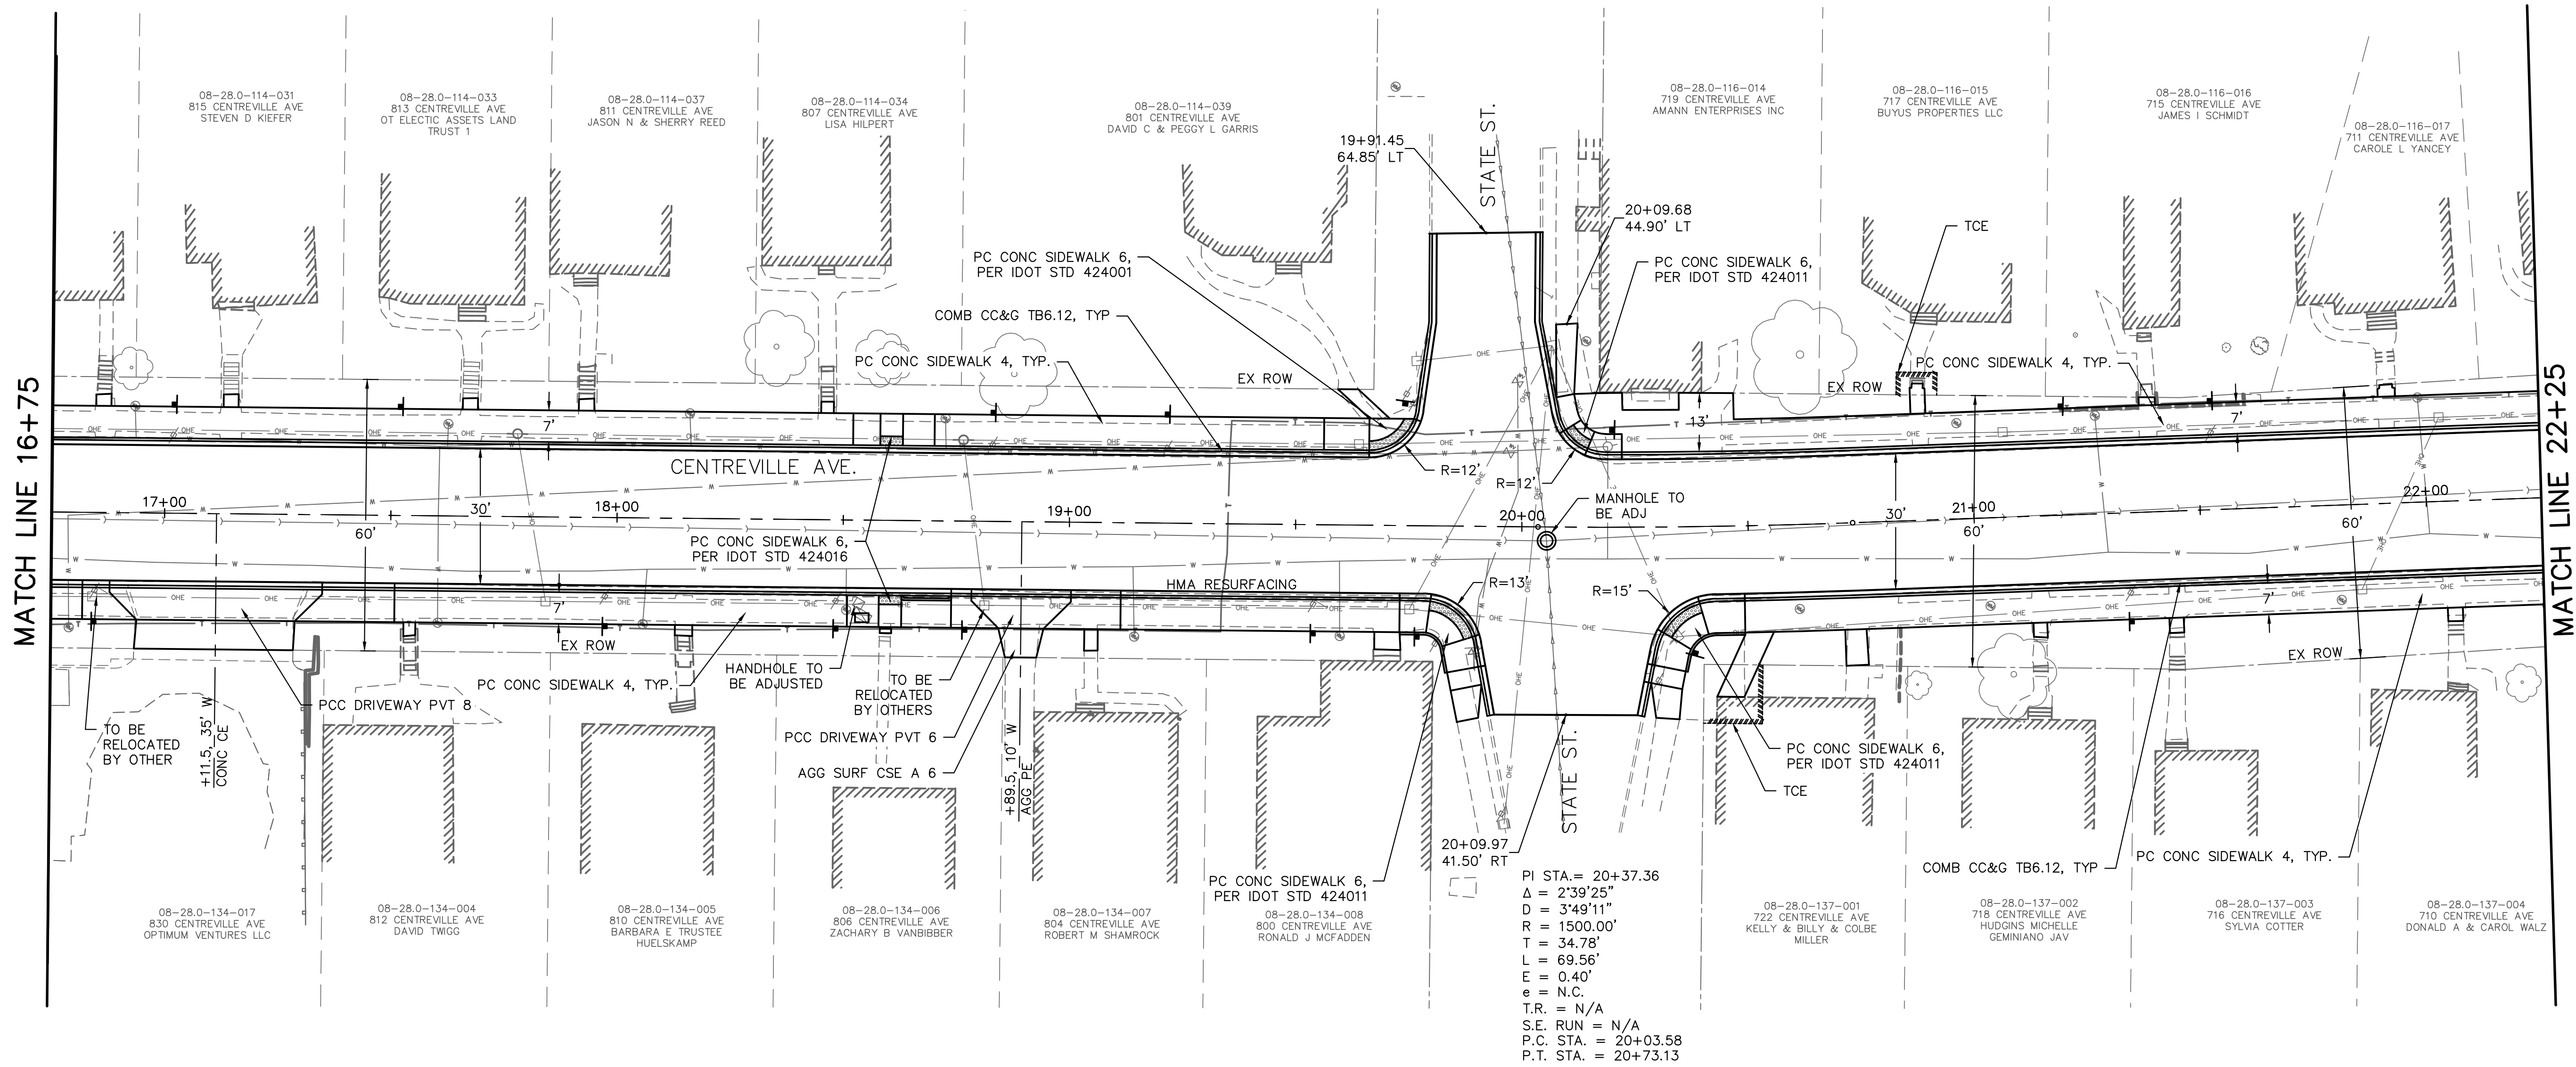 MATCH LINE 16+75
08-28.0-114-031
815 CENTREVILLE AVE
STEVEN D KIEFER
08-28.0-114-033
813 CENTREVILLE AVE
OT ELECTIC ASSETS LAND
TRUST 1
08-28.0-114-037
811 CENTREVILLE AVE
JASON N & SHERRY REED
08-28.0-114-034
807 CENTREVILLE AVE
LISA HILPERT
08-28.0-114-039
801 CENTREVILLE AVE
DAVID C & PEGGY L GARRIS
08-28.0-116-014
719 CENTREVILLE AVE
AMANN ENTERPRISES INC
08-28.0-116-015
717 CENTREVILLE AVE
BUYUS PROPERTIES LLC
08-28.0-116-016
715 CENTREVILLE AVE
JAMES I SCHMIDT
08-28.0-116-017
711 CENTREVILLE AVE
CAROLE L YANCEY
19+91.45
64.85' LT
STATE ST.
20+09.68
44.90' LT
TCE
PC CONC SIDEWALK 6,
PER IDOT STD 424001
PC CONC SIDEWALK 6,
PER IDOT STD 424011
COMB CC&G TB6.12, TYP
PC CONC SIDEWALK 4, TYP.
EX ROW
EX ROW
PC CONC SIDEWALK 4, TYP.
7'
13'
7'
CENTREVILLE AVE.
R=12'
R=12'
MANHOLE TO
BE ADJ
17+00
18+00
19+00
20+00
21+00
22+00
30'
60'
30'
60'
60'
PC CONC SIDEWALK 6,
PER IDOT STD 424016
HMA RESURFACING
R=13'
R=15'
7'
7'
EX ROW
EX ROW
PC CONC SIDEWALK 4, TYP.
HANDHOLE TO
BE ADJUSTED
TO BE
RELOCATED
BY OTHERS
PCC DRIVEWAY PVT 8
TO BE
RELOCATED
BY OTHER
+11.5, 35' W
CONC CE
PCC DRIVEWAY PVT 6
AGG SURF CSE A 6
+89.5, 10' W
AGG PE
STATE ST.
PC CONC SIDEWALK 6,
PER IDOT STD 424011
TCE
20+09.97
41.50' RT
PC CONC SIDEWALK 6,
PER IDOT STD 424011
COMB CC&G TB6.12, TYP
PC CONC SIDEWALK 4, TYP.
08-28.0-134-017
830 CENTREVILLE AVE
OPTIMUM VENTURES LLC
08-28.0-134-004
812 CENTREVILLE AVE
DAVID TWIGG
08-28.0-134-005
810 CENTREVILLE AVE
BARBARA E TRUSTEE
HUELSKAMP
08-28.0-134-006
806 CENTREVILLE AVE
ZACHARY B VANBIBBER
08-28.0-134-007
804 CENTREVILLE AVE
ROBERT M SHAMROCK
08-28.0-134-008
800 CENTREVILLE AVE
RONALD J MCFADDEN
PI STA.= 20+37.36
Δ = 2°39'25"
D = 3°49'11"
R = 1500.00'
T = 34.78'
L = 69.56'
E = 0.40'
e = N.C.
T.R. = N/A
S.E. RUN = N/A
P.C. STA. = 20+03.58
P.T. STA. = 20+73.13
08-28.0-137-001
722 CENTREVILLE AVE
KELLY & BILLY & COLBE
MILLER
08-28.0-137-002
718 CENTREVILLE AVE
HUDGINS MICHELLE
GEMINIANO JAV
08-28.0-137-003
716 CENTREVILLE AVE
SYLVIA COTTER
08-28.0-137-004
710 CENTREVILLE AVE
DONALD A & CAROL WALZ
MATCH LINE 22+25